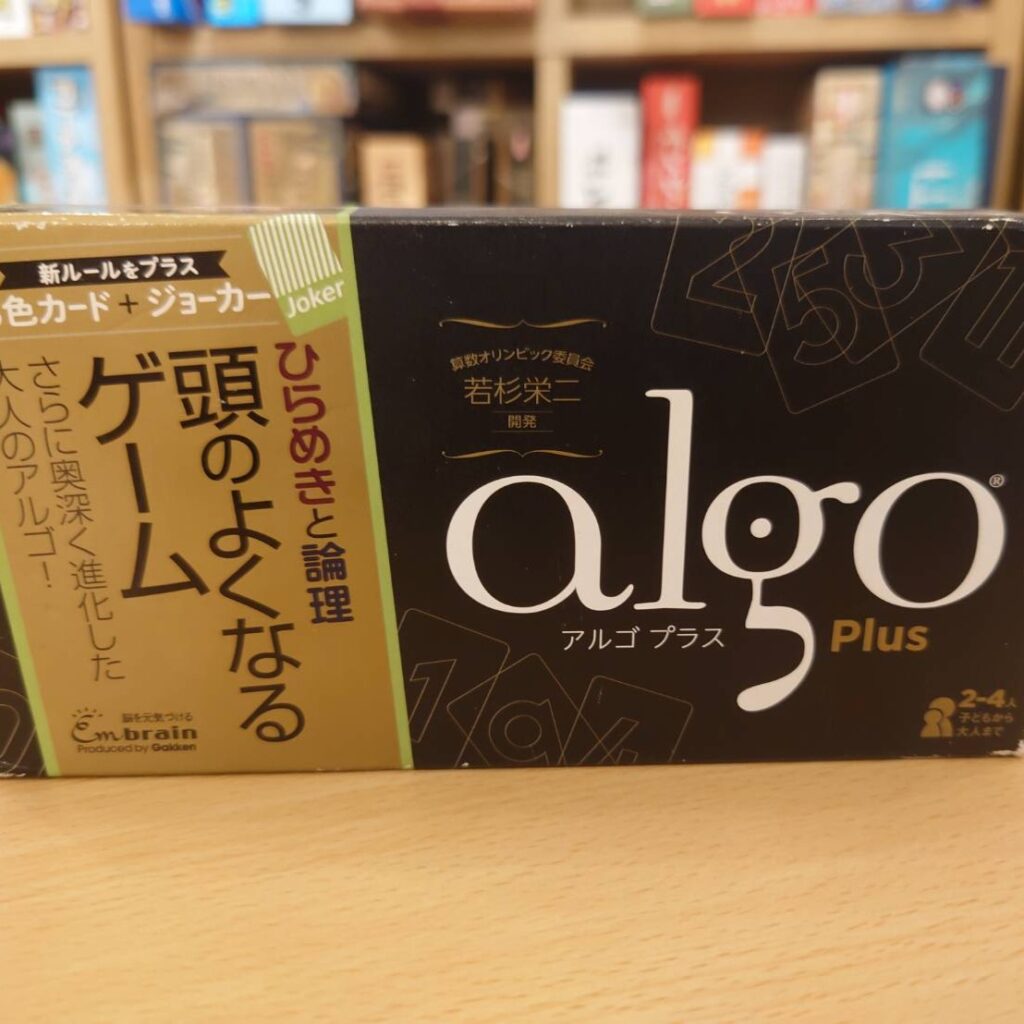 新ルールをプラス
色カード + ジョーカー
Joker
ひらめきと論理
頭のよくなる
ゲーム
さらに奥深く進化した
大人のアルゴ!
脳を元気づける
Embrain
Produced by Gakken
算数オリンピック委員会
若杉栄二
開発
algo®
アルゴ プラス
Plus
2-4人
子どもから
大人まで